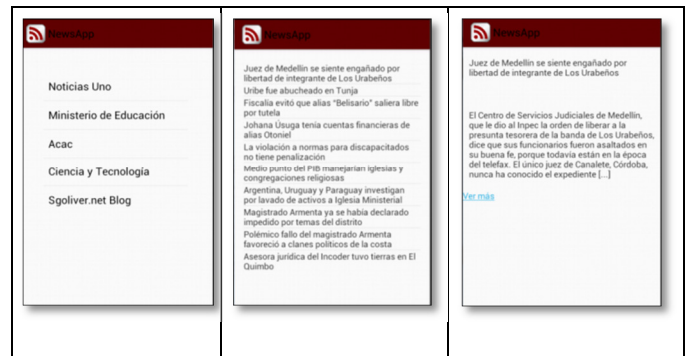 NewsApp
Noticias Uno
Ministerio de Educación
Acac
Ciencia y Tecnología
Sgoliver.net Blog
NewsApp
Juez de Medellín se siente engañado por
libertad de integrante de Los Urabeños
Uribe fue abucheado en Tunja
Fiscalia evitó que alias "Belisario" saliera libre
por tutela
Johana Úsuga tenia cuentas financieras de
alias Otoniel
La violación a normas para discapacitados
no tiene penalización
Medio punto del PIB manejarían iglesias y
congregaciones religiosas
Argentina, Uruguay y Paraguay investigan
por lavado de activos a Iglesia Ministerial
Magistrado Armenta ya se había declarado
impedido por temas del distrito
Polémico fallo del magistrado Armenta
favoreció a clanes políticos de la costa
Asesora jurídica del Incoder tuvo tierras en El
Quimbo
NewsApp
Juez de Medellín se siente engañado por
libertad de integrante de Los Urabeños
El Centro de Servicios Judiciales de Medellín,
que le dio al Inpec la orden de liberar a la
presunta tesorera de la banda de Los Urabeños,
dice que sus funcionarios fueron asaltados en
su buena fe, porque todavia están en la época
del telefax. El único juez de Canalete, Córdoba,
nunca ha conocido el expediente [...]
Ver más